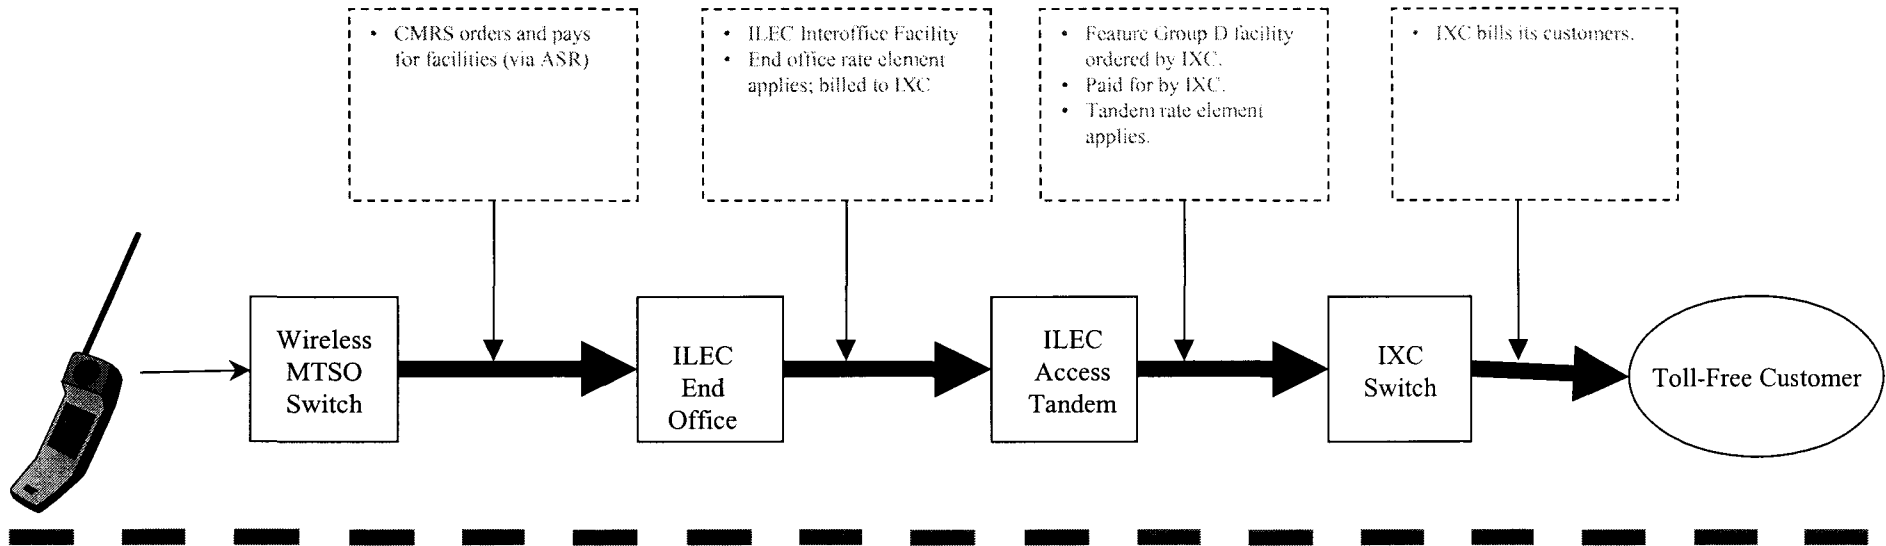 • CMRS orders and pays
for facilities (via ASR)
• ILEC Interoffice Facility
• End office rate element
applies; billed to IXC
• Feature Group D facility
ordered by IXC.
• Paid for by IXC.
• Tandem rate element
applies.
• IXC bills its customers.
Wireless
MTSO
Switch
ILEC
End
Office
ILEC
Access
Tandem
IXC
Switch
Toll-Free Customer